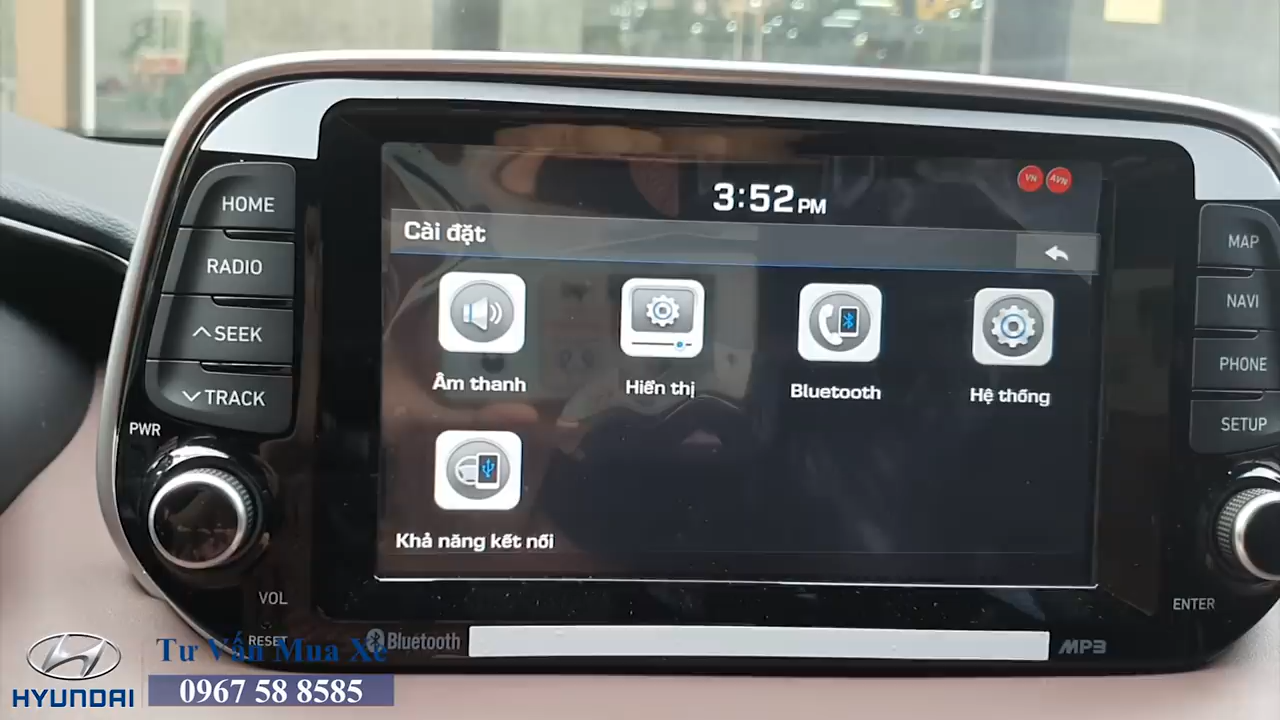 HOME
RADIO
SEEK
TRACK
PWR
VOL
RESET
3:52 PM
VN AVN
Cài đặt
Âm thanh
Hiển thị
Bluetooth
Hệ thống
Khả năng kết nối
MAP
NAVI
PHONE
SETUP
ENTER
Bluetooth
MP3
Tư Vấn Mua Xe
HYUNDAI
0967 58 8585